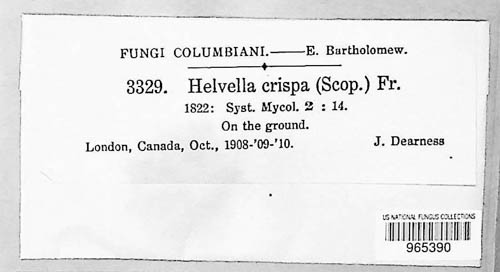 FUNGI COLUMBIANI.——E. Bartholomew.
3329. Helvella crispa (Scop.) Fr.
1822: Syst. Mycol. 2 : 14.
On the ground.
London, Canada, Oct., 1908-'09-'10. J. Dearness
US NATIONAL FUNGUS COLLECTIONS
965390